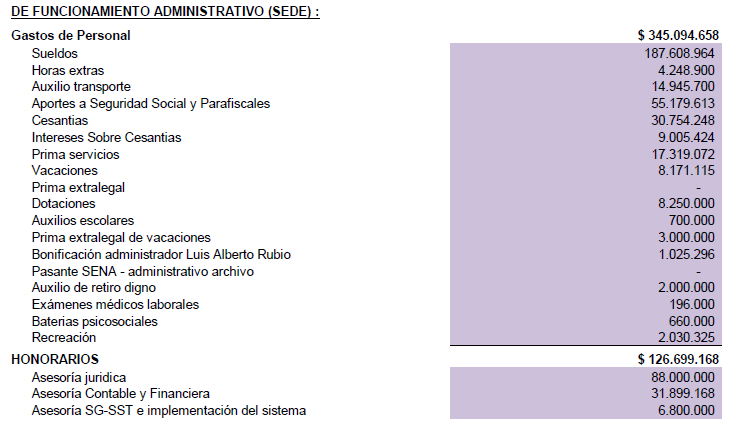 DE FUNCIONAMIENTO ADMINISTRATIVO (SEDE) :
Gastos de Personal $ 345.094.658
Sueldos 187.608.964
Horas extras 4.248.900
Auxilio transporte 14.945.700
Aportes a Seguridad Social y Parafiscales 55.179.613
Cesantias 30.754.248
Intereses Sobre Cesantias 9.005.424
Prima servicios 17.319.072
Vacaciones 8.171.115
Prima extralegal -
Dotaciones 8.250.000
Auxilios escolares 700.000
Prima extralegal de vacaciones 3.000.000
Bonificación administrador Luis Alberto Rubio 1.025.296
Pasante SENA - administrativo archivo -
Auxilio de retiro digno 2.000.000
Exámenes médicos laborales 196.000
Baterias psicosociales 660.000
Recreación 2.030.325
HONORARIOS $ 126.699.168
Asesoría juridica 88.000.000
Asesoría Contable y Financiera 31.899.168
Asesoría SG-SST e implementación del sistema 6.800.000